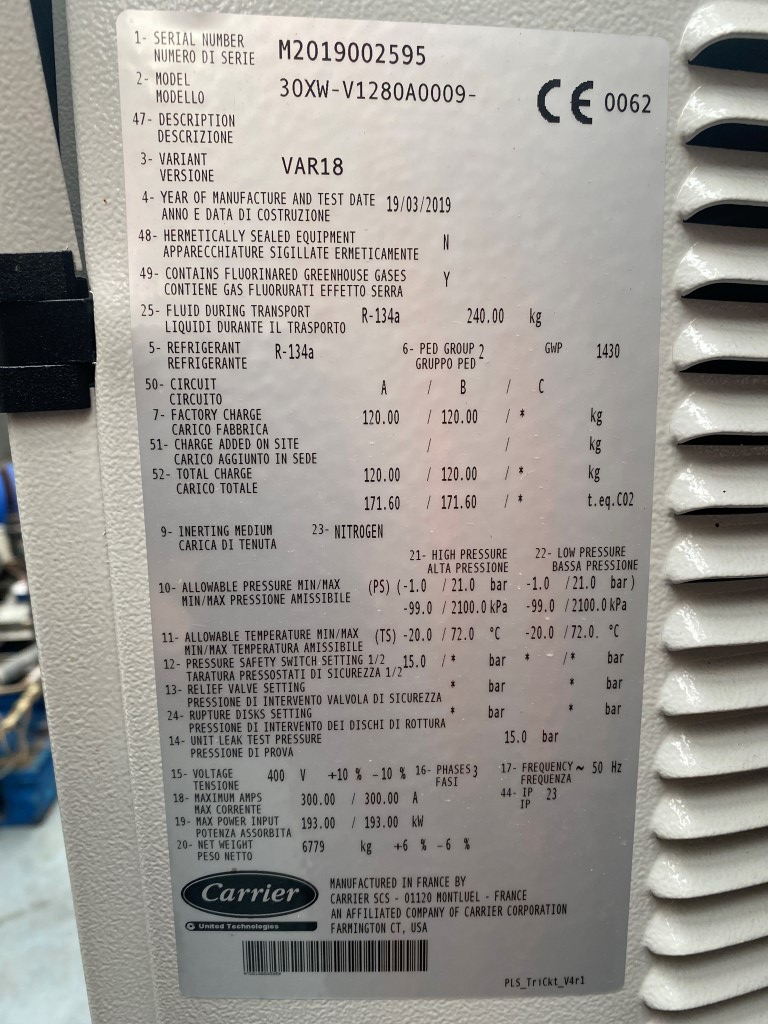 1- SERIAL NUMBER M2019002595
NUMERO DI SERIE
2- MODEL 30XW-V1280A0009-
MODELLO
CE 0062
47- DESCRIPTION
DESCRIZIONE
3- VARIANT VAR18
VERSIONE
4- YEAR OF MANUFACTURE AND TEST DATE 19/03/2019
ANNO E DATA DI COSTRUZIONE
48- HERMETICALLY SEALED EQUIPMENT N
APPARECCHIATURE SIGILLATE ERMETICAMENTE
49- CONTAINS FLUORINARED GREENHOUSE GASES Y
CONTIENE GAS FLUORURATI EFFETTO SERRA
25- FLUID DURING TRANSPORT R-134a 240.00 kg
LIQUIDI DURANTE IL TRASPORTO
5- REFRIGERANT R-134a 6- PED GROUP 2 GWP 1430
REFRIGERANTE GRUPPO PED
50- CIRCUIT A / B / C
CIRCUITO
7- FACTORY CHARGE 120.00 / 120.00 / * kg
CARICO FABBRICA
51- CHARGE ADDED ON SITE / / kg
CARICO AGGIUNTO IN SEDE
52- TOTAL CHARGE 120.00 / 120.00 / * kg
CARICO TOTALE
171.60 / 171.60 / * t.eq.CO2
9- INERTING MEDIUM 23- NITROGEN
CARICA DI TENUTA
21- HIGH PRESSURE 22- LOW PRESSURE
ALTA PRESSIONE BASSA PRESSIONE
10- ALLOWABLE PRESSURE MIN/MAX (PS) (-1.0 / 21.0 bar -1.0 /21.0 bar)
MIN/MAX PRESSIONE AMISSIBILE -99.0 / 2100.0 kPa -99.0 / 2100.0 kPa
11- ALLOWABLE TEMPERATURE MIN/MAX (TS) -20.0 / 72.0 °C -20.0 / 72.0. °C
MIN/MAX TEMPERATURA AMISSIBILE
12- PRESSURE SAFETY SWITCH SETTING 1/2 15.0 / * bar * /* bar
TARATURA PRESSOSTATI DI SICUREZZA 1/2
13- RELIEF VALVE SETTING * bar * bar
PRESSIONE DI INTERVENTO VALVOLA DI SICUREZZA
24- RUPTURE DISKS SETTING * bar * bar
PRESSIONE DI INTERVENTO DEI DISCHI DI ROTTURA
14- UNIT LEAK TEST PRESSURE 15.0 bar
PRESSIONE DI PROVA
15- VOLTAGE 400 V +10 % -10 % 16- PHASES 3 17- FREQUENCY ~ 50 Hz
TENSIONE FASI FREQUENZA
18- MAXIMUM AMPS 300.00 / 300.00 A 44- IP 23
MAX CORRENTE IP
19- MAX POWER INPUT 193.00 / 193.00 kW
POTENZA ASSORBITA
20- NET WEIGHT 6779 kg +6 % -6 %
PESO NETTO
Carrier
United Technologies
MANUFACTURED IN FRANCE BY
CARRIER SCS - 01120 MONTLUEL - FRANCE
AN AFFILIATED COMPANY OF CARRIER CORPORATION
FARMINGTON CT, USA
PLS_TriCkt_V4r1